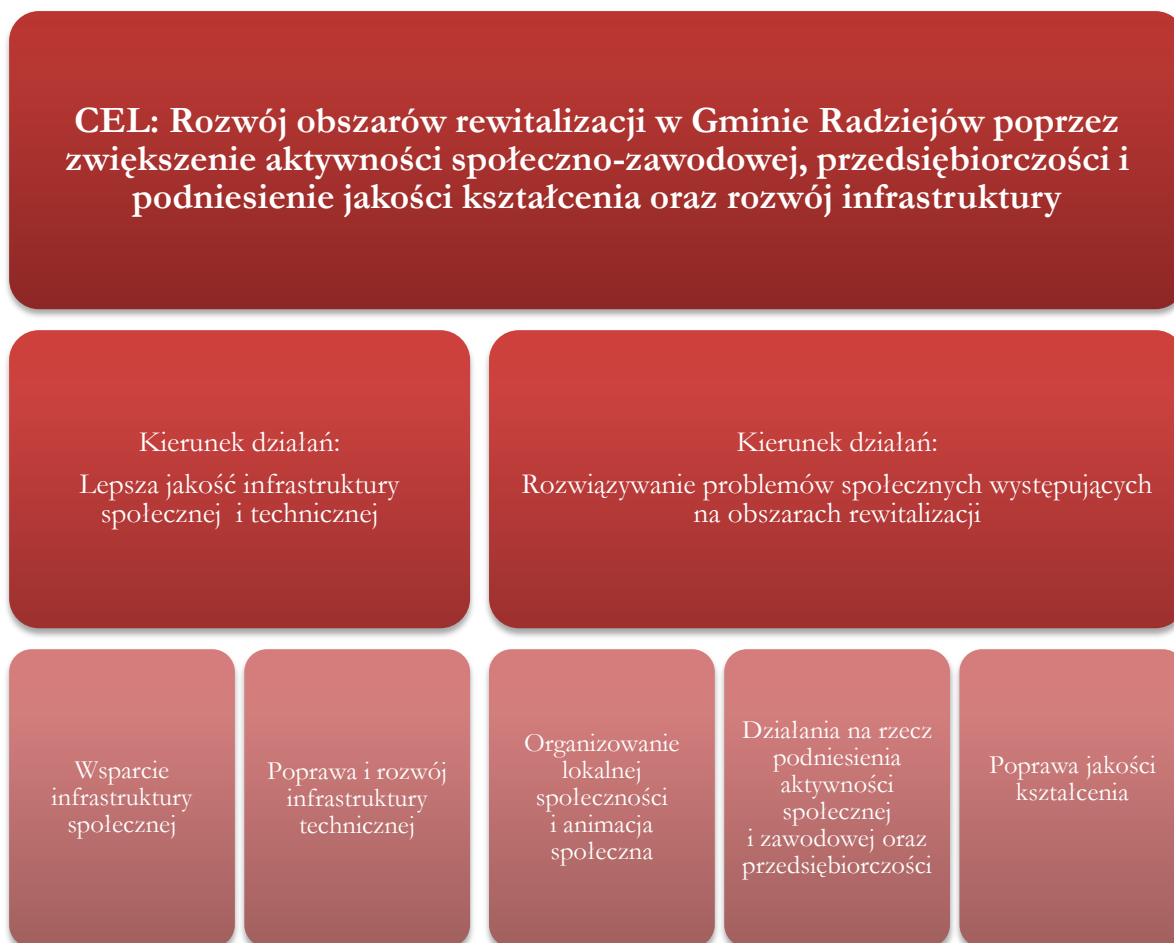 CEL: Rozwój obszarów rewitalizacji w Gminie Radziejów poprzez
zwiększenie aktywności społeczno-zawodowej, przedsiębiorczości i
podniesienie jakości kształcenia oraz rozwój infrastruktury
Kierunek działań:
Lepsza jakość infrastruktury
społecznej i technicznej
Kierunek działań:
Rozwiązywanie problemów społecznych występujących
na obszarach rewitalizacji
Wsparcie
infrastruktury
społecznej
Poprawa i rozwój
infrastruktury
technicznej
Organizowanie
lokalnej
społeczności
i animacja
społeczna
Działania na rzecz
podniesienia
aktywności
społecznej
i zawodowej oraz
przedsiębiorczości
Poprawa jakości
kształcenia